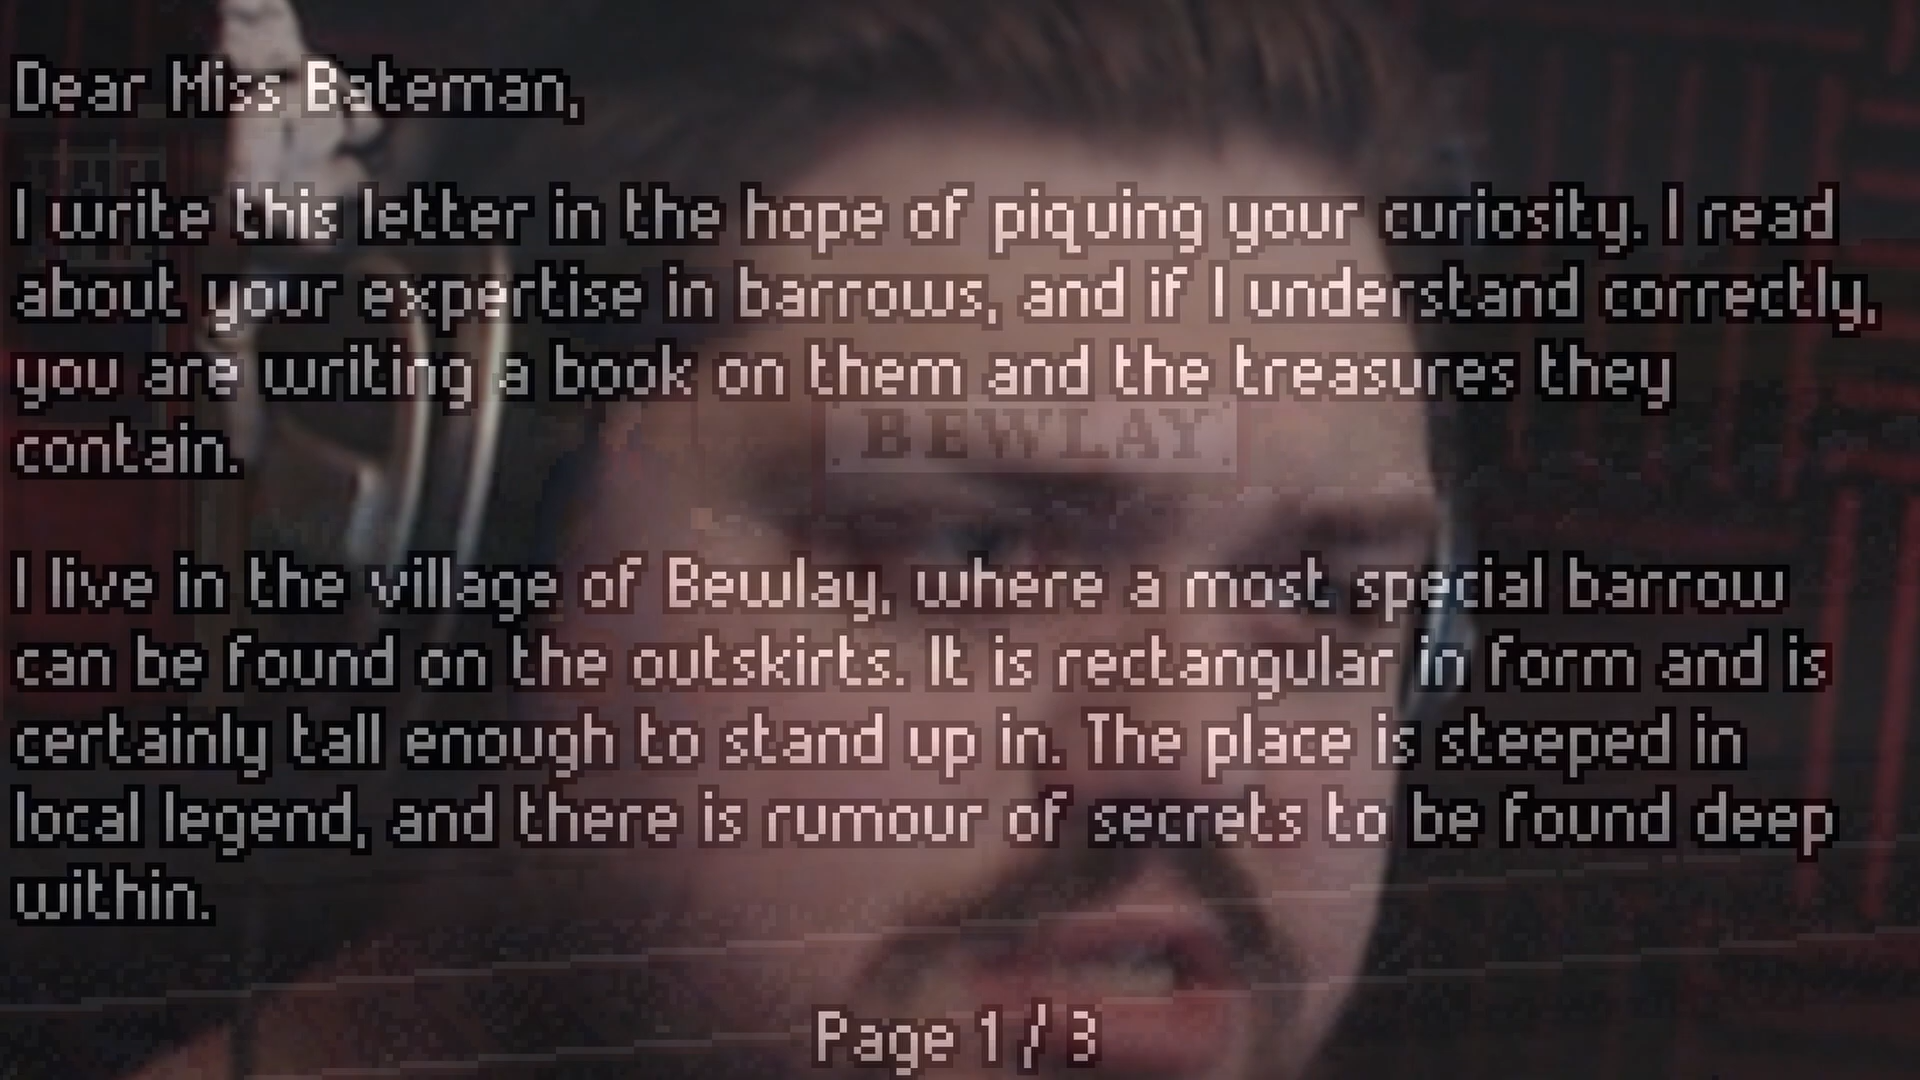 Dear Miss Bateman,
I write this letter in the hope of piquing your curiosity. I read
about your expertise in barrows, and if I understand correctly,
you are writing a book on them and the treasures they
contain.
BEWLAY
I live in the village of Bewlay, where a most special barrow
can be found on the outskirts. It is rectangular in form and is
certainly tall enough to stand up in. The place is steeped in
local legend, and there is rumour of secrets to be found deep
within.
Page 1 / 3